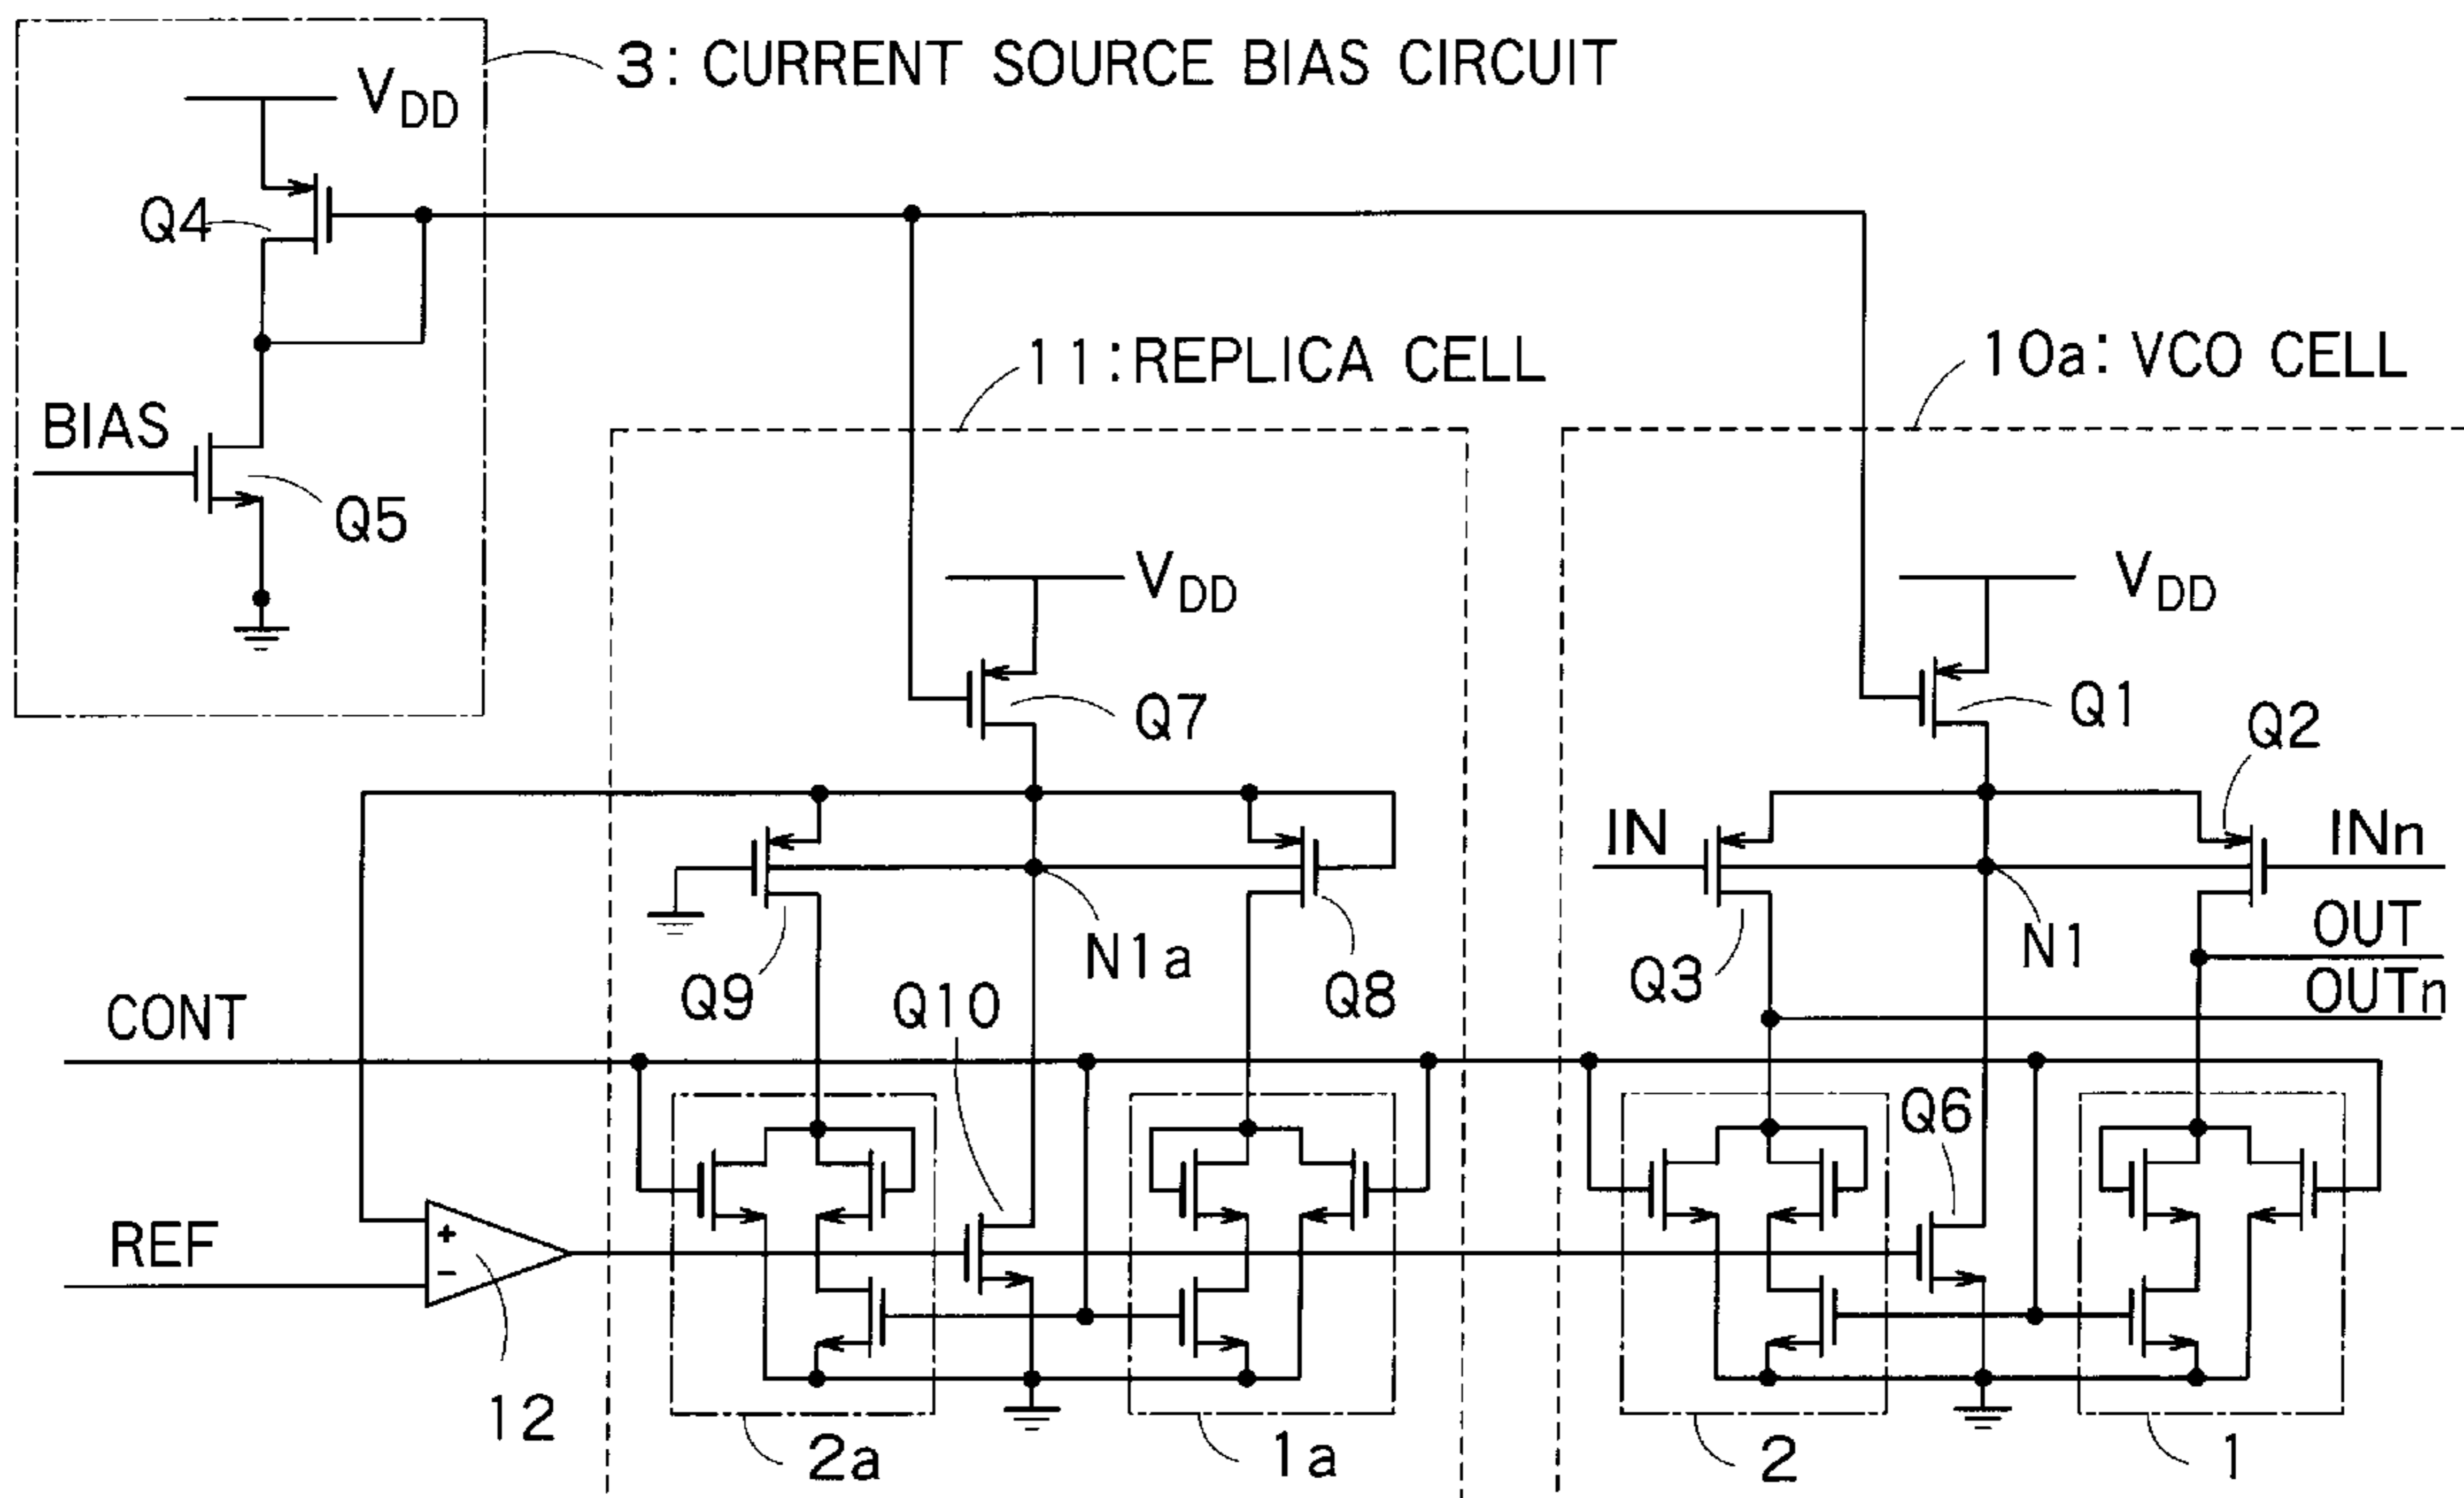 3: CURRENT SOURCE BIAS CIRCUIT
VDD
Q4
BIAS
Q5
11: REPLICA CELL
10a: VCO CELL
VDD
VDD
Q7
Q1
Q2
IN
INn
N1a
N1
OUT
OUTn
Q9
Q10
Q8
Q3
CONT
Q6
REF
+
-
12
2a
1a
2
1